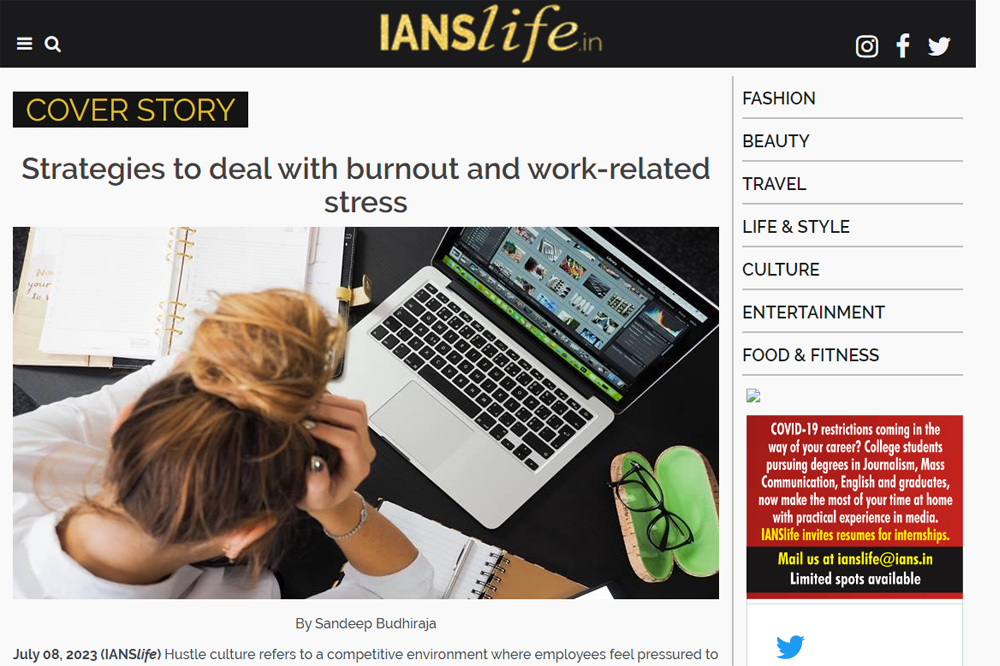 IANSlife.in
COVER STORY
Strategies to deal with burnout and work-related
stress
By Sandeep Budhiraja
July 08, 2023 (IANSlife) Hustle culture refers to a competitive environment where employees feel pressured to
FASHION
BEAUTY
TRAVEL
LIFE & STYLE
CULTURE
ENTERTAINMENT
FOOD & FITNESS
COVID-19 restrictions coming in the
way of your career? College students
pursuing degrees in Journalism, Mass
Communication, English and graduates,
now make the most of your time at home
with practical experience in media.
IANSlife invites resumes for internships.
Mail us at ianslife@ians.in
Limited spots available